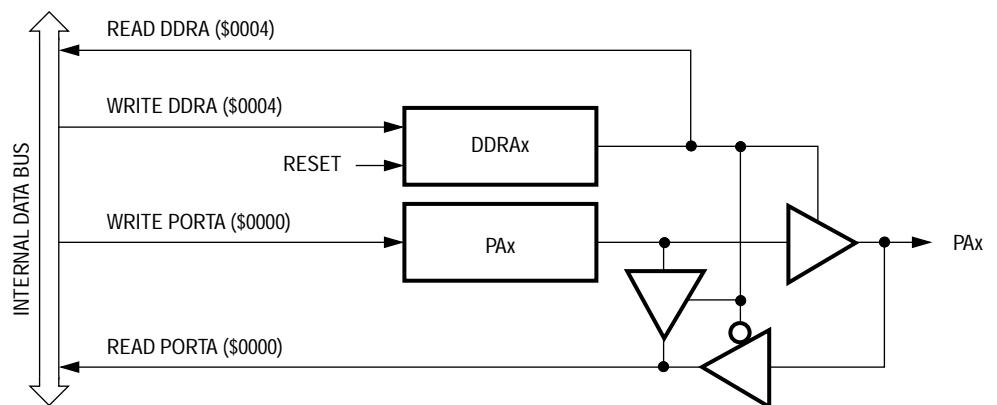 READ DDRA ($0004)
WRITE DDRA ($0004)
DDRAx
RESET
WRITE PORTA ($0000)
PAx
PAx
INTERNAL DATA BUS
READ PORTA ($0000)